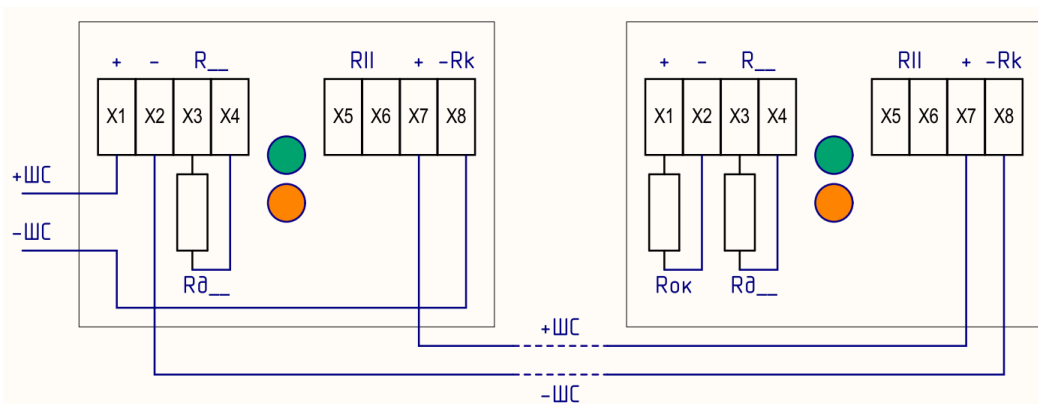 + - R__ RII + -Rk
X1 X2 X3 X4 X5 X6 X7 X8
+ШС
-ШС
Rд__
+ - R__ RII + -Rk
X1 X2 X3 X4 X5 X6 X7 X8
Rок Rд__
+ШС
-ШС